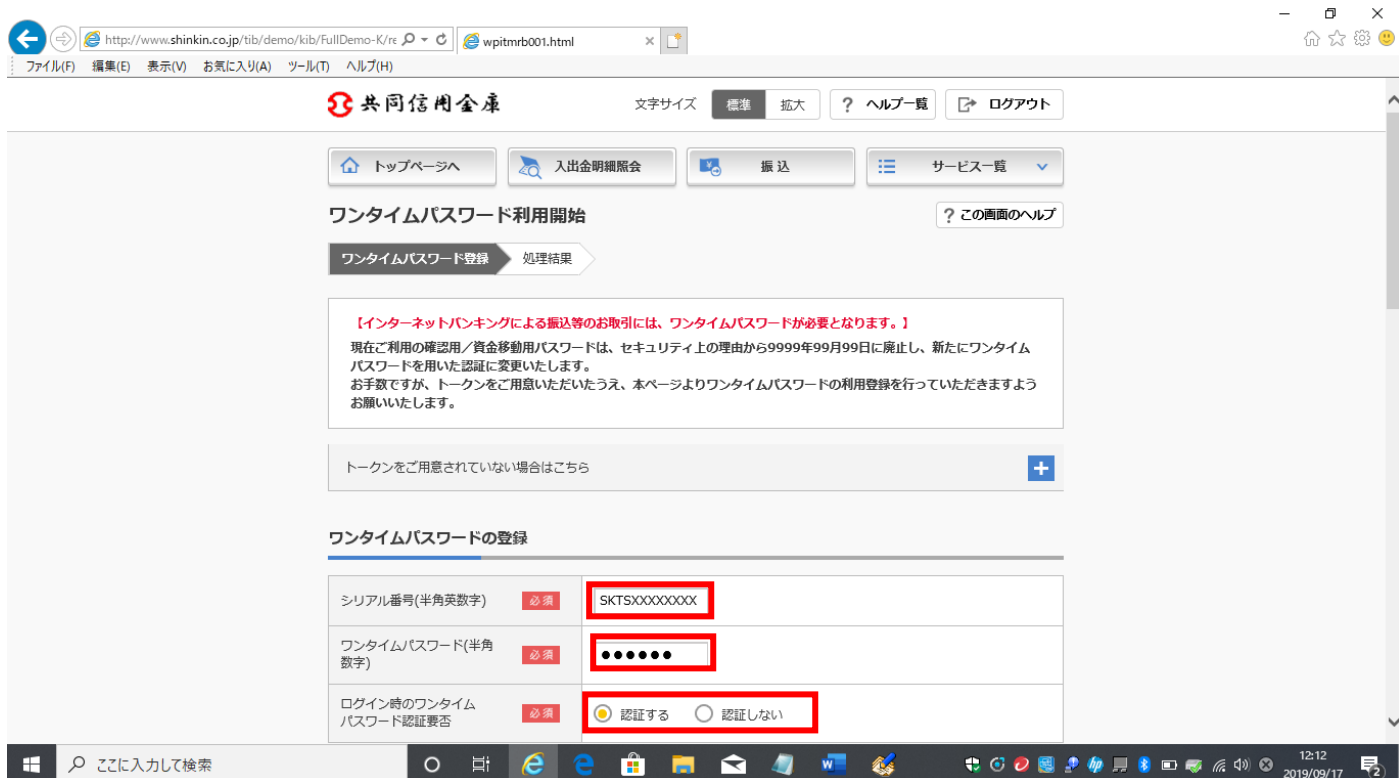 http://www.shinkin.co.jp/tib/demo/kib/FullDemo-K/re
wpitmrb001.html
ファイル(F) 編集(E) 表示(V) お気に入り(A) ツール(T) ヘルプ(H)
共同信用金庫
文字サイズ 標準 拡大 ? ヘルプ一覧 ログアウト
トップページへ 入出金明細照会 振込 サービス一覧
ワンタイムパスワード利用開始
? この画面のヘルプ
ワンタイムパスワード登録 処理結果
【インターネットバンキングによる振込等のお取引には、ワンタイムパスワードが必要となります。】
現在ご利用の確認用／資金移動用パスワードは、セキュリティ上の理由から9999年99月99日に廃止し、新たにワンタイム
パスワードを用いた認証に変更いたします。
お手数ですが、トークンをご用意いただいたうえ、本ページよりワンタイムパスワードの利用登録を行っていただきますよう
お願いいたします。
トークンをご用意されていない場合はこちら
ワンタイムパスワードの登録
シリアル番号(半角英数字) 必須 SKTSXXXXXXXX
ワンタイムパスワード(半角
数字) 必須 ●●●●●●
ログイン時のワンタイム
パスワード認証要否 必須 認証する 認証しない
ここに入力して検索
12:12
2019/09/17